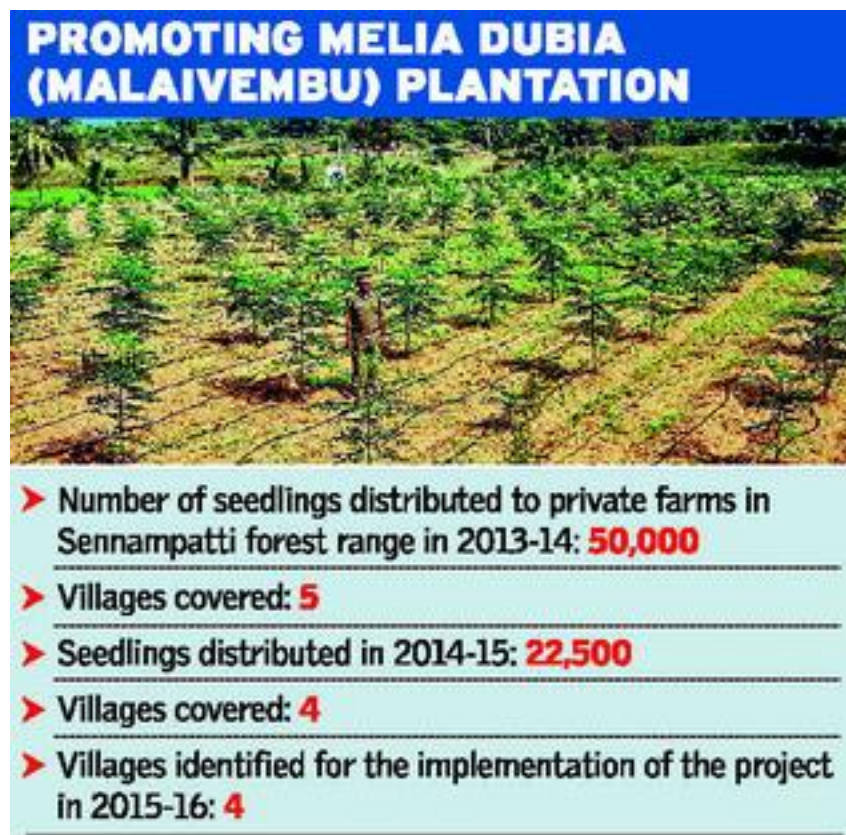 PROMOTING MELIA DUBIA
(MALAIVEMBU) PLANTATION
Number of seedlings distributed to private farms in
Sennampatti forest range in 2013-14: 50,000
Villages covered: 5
Seedlings distributed in 2014-15: 22,500
Villages covered: 4
Villages identified for the implementation of the project
in 2015-16: 4